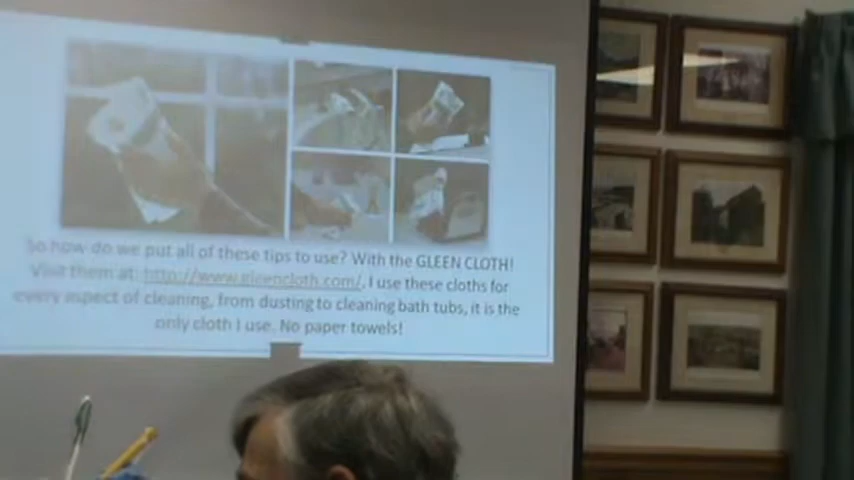 So how do we put all of these tips to use? With the GLEEN CLOTH!
Visit them at: http://www.gleencloth.com/. I use these cloths for
every aspect of cleaning, from dusting to cleaning bath tubs, it is the
only cloth I use. No paper towels!